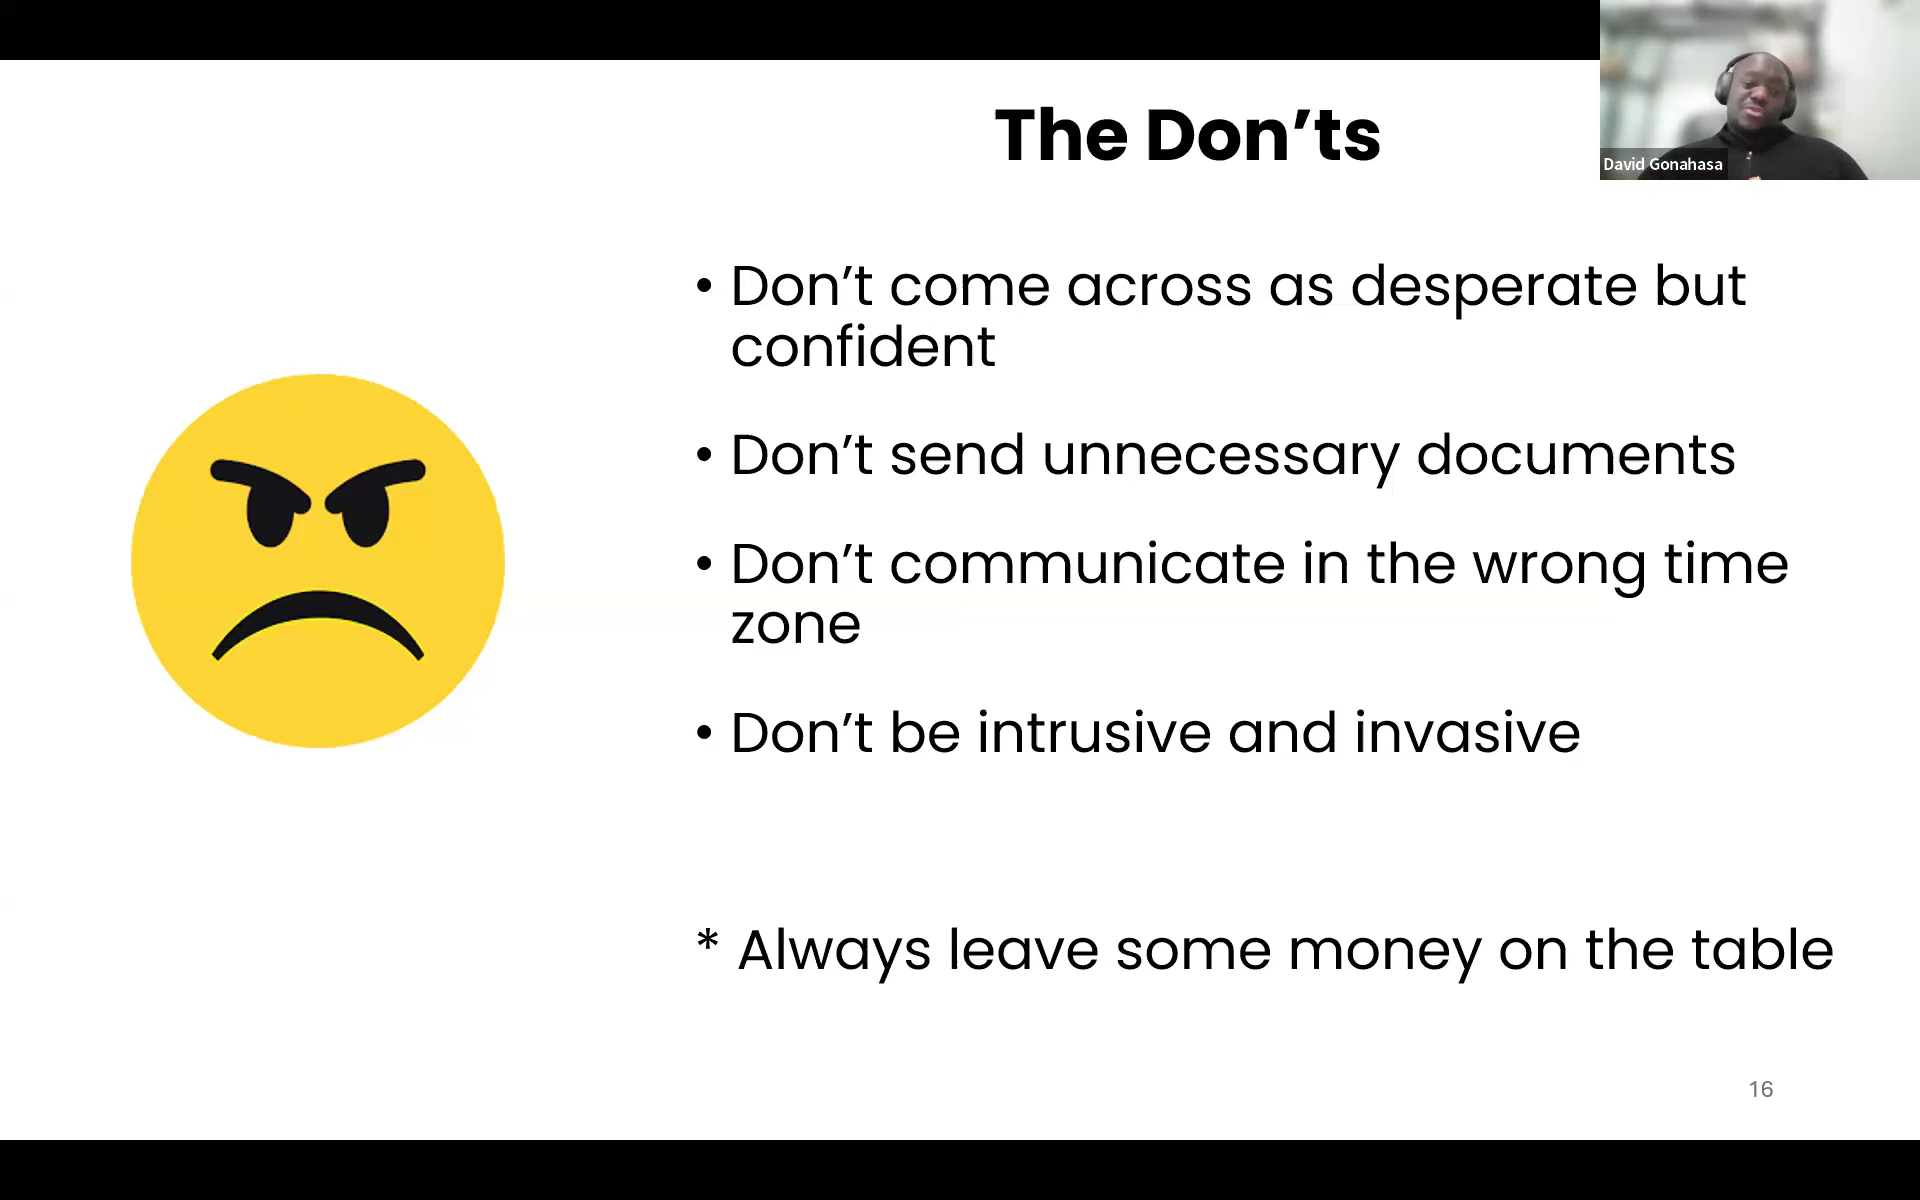 The Don’ts
David Gonahasa
• Don’t come across as desperate but
confident
• Don’t send unnecessary documents
• Don’t communicate in the wrong time
zone
• Don’t be intrusive and invasive
* Always leave some money on the table
16